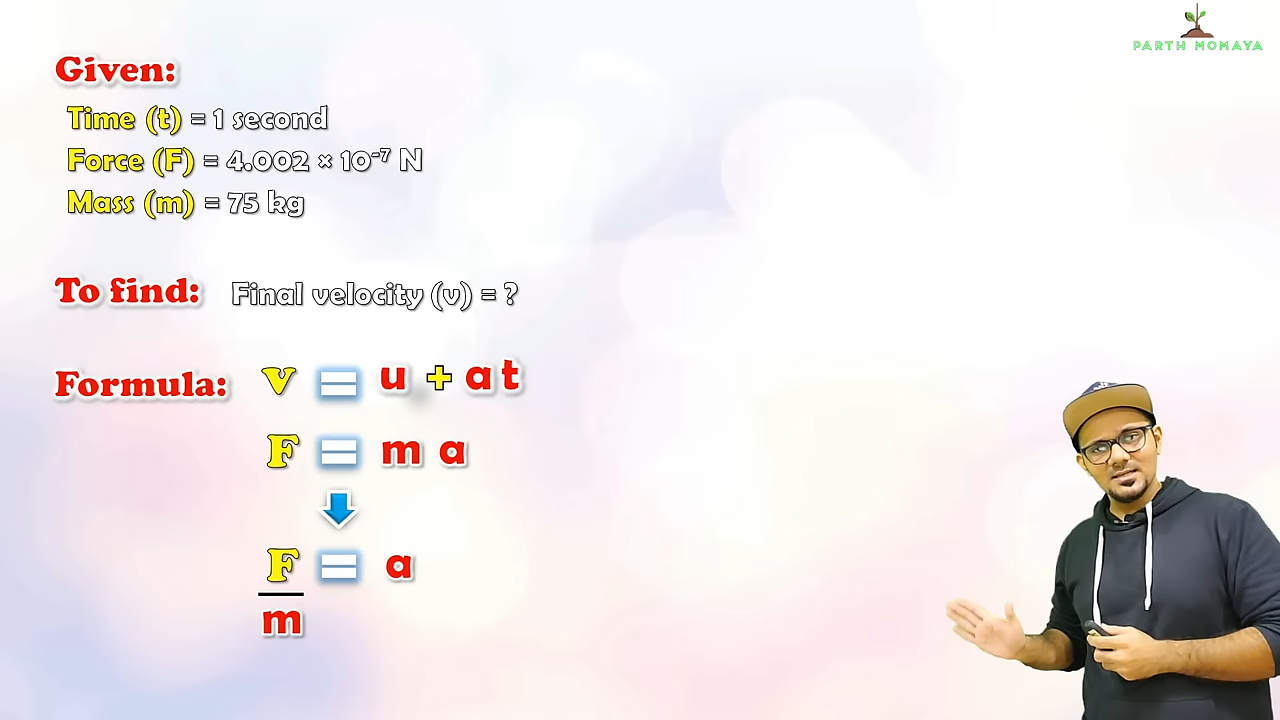 PARTH MOMAYA
Given:
Time (t) = 1 second
Force (F) = 4.002 × 10⁻⁷ N
Mass (m) = 75 kg
To find: Final velocity (v) = ?
Formula: v = u + a t
F = m a
F = a
m